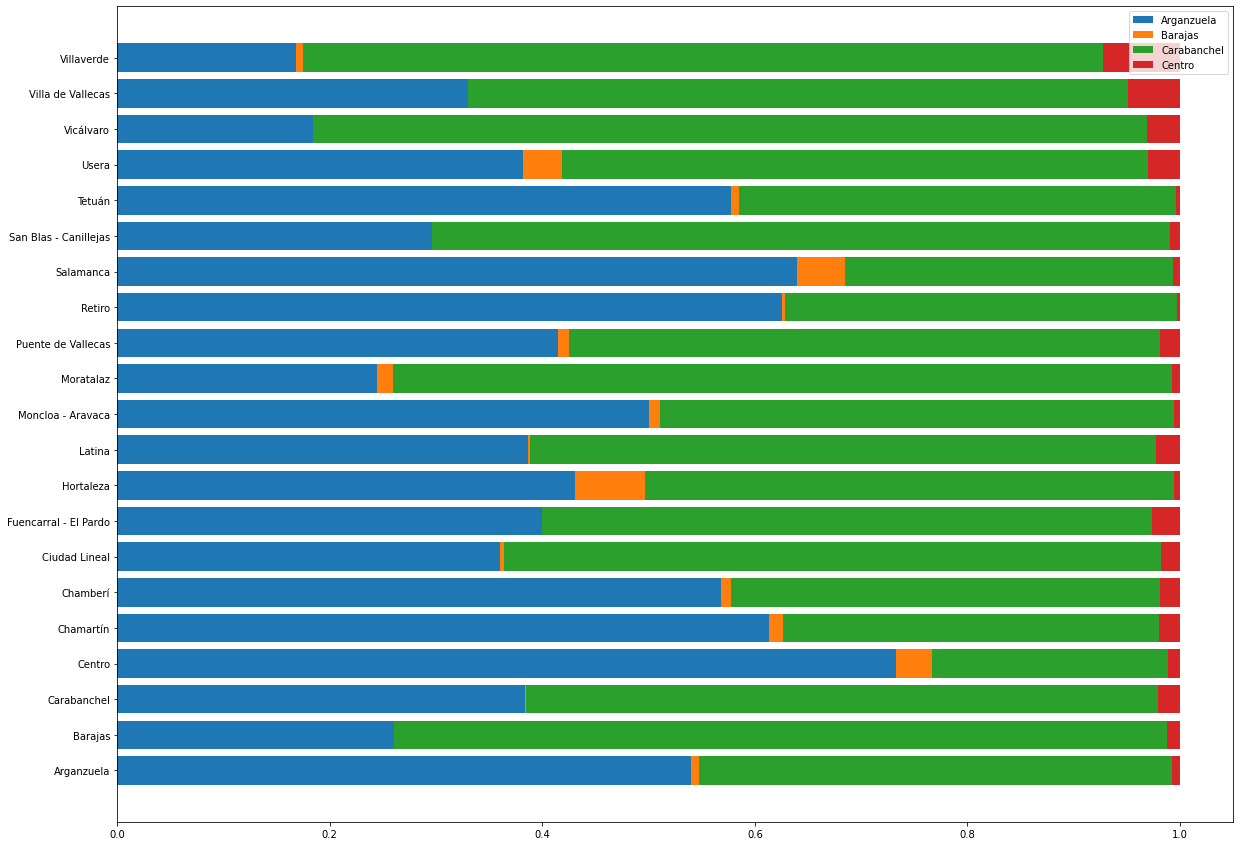 Arganzuela
Barajas
Carabanchel
Centro
Villaverde
Villa de Vallecas
Vicálvaro
Usera
Tetuán
San Blas - Canillejas
Salamanca
Retiro
Puente de Vallecas
Moratalaz
Moncloa - Aravaca
Latina
Hortaleza
Fuencarral - El Pardo
Ciudad Lineal
Chamberí
Chamartín
Centro
Carabanchel
Barajas
Arganzuela
0.0 0.2 0.4 0.6 0.8 1.0